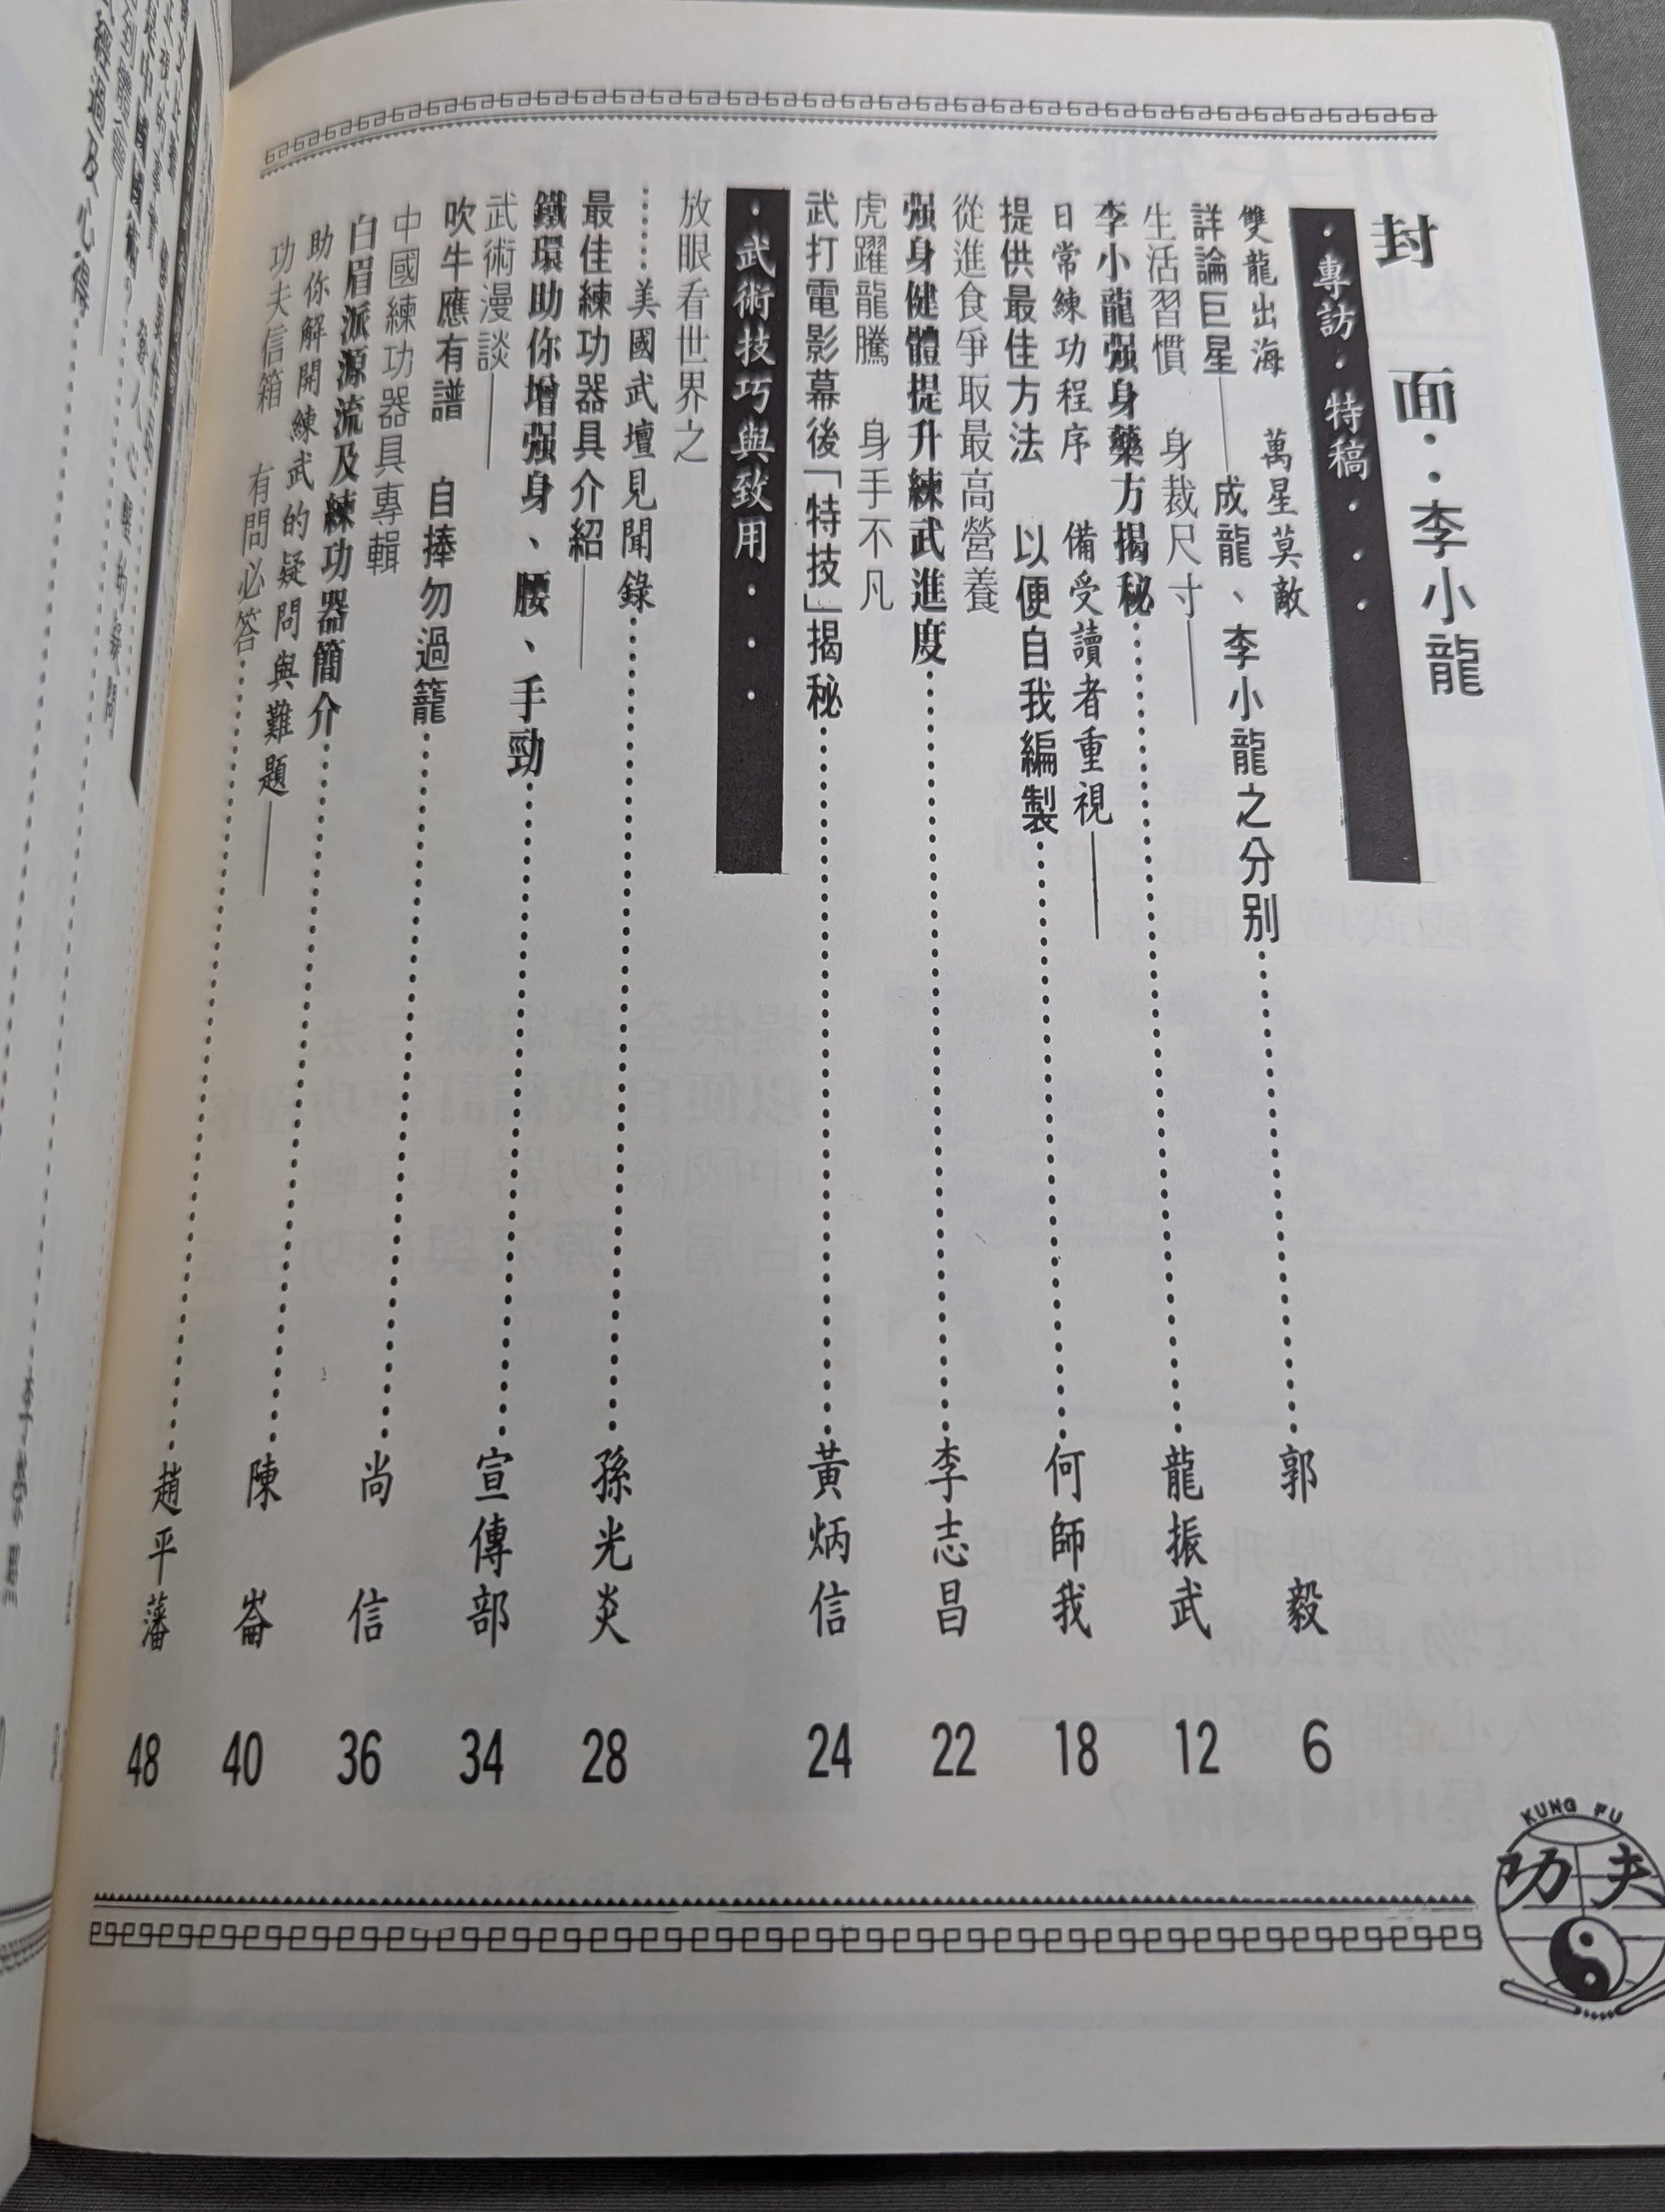 封面‧‧李小龍
‧專訪‧特稿‧‧‧
雙龍出海　萬星莫敵
詳論巨星——成龍、李小龍之分別……郭毅 6
生活習慣　身裁尺寸——
李小龍强身藥方揭秘……龍振武 12
日常練功程序　備受讀者重視——
提供最佳方法　以便自我編製……何師我 18
從進食爭取最高營養
强身健體提升練武進度……李志昌 22
虎躍龍騰　身手不凡
武打電影幕後「特技」揭秘……黃炳信 24
‧武術技巧與致用‧‧‧
放眼看世界之
……美國武壇見聞錄……孫光炎 28
最佳練功器具介紹——
鐵環助你增强身、腰、手勁……宣傳部 34
武術漫談——
吹牛應有譜　自捧勿過籠……尚信 36
中國練功器具專輯
白眉派源流及練功器簡介……陳崙 40
助你解開練武的疑問與難題——
功夫信箱　有問必答……趙平藩 48
KUNG FU
功夫